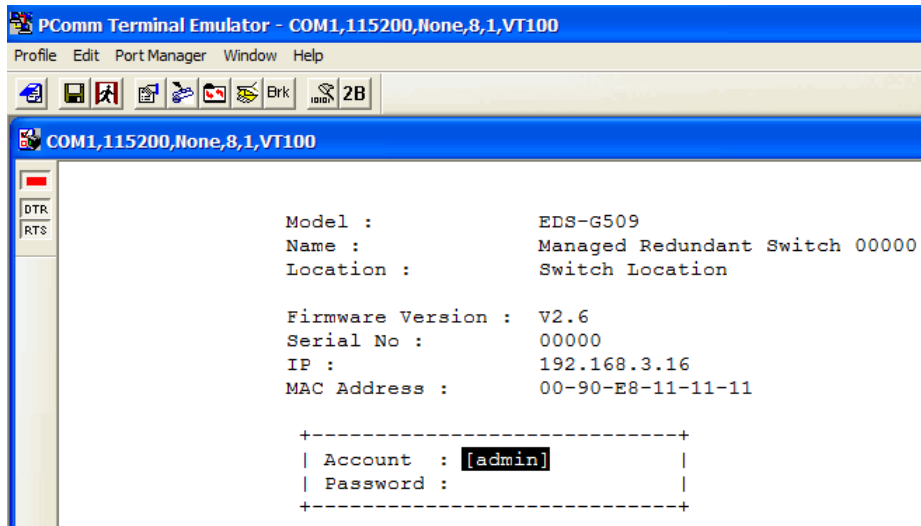 PComm Terminal Emulator - COM1,115200,None,8,1,VT100
Profile Edit Port Manager Window Help
Brk 2B
COM1,115200,None,8,1,VT100
DTR
RTS
Model : EDS-G509
Name : Managed Redundant Switch 00000
Location : Switch Location
Firmware Version : V2.6
Serial No : 00000
IP : 192.168.3.16
MAC Address : 00-90-E8-11-11-11
+-----------------------------+
| Account : [admin] |
| Password : |
+-----------------------------+